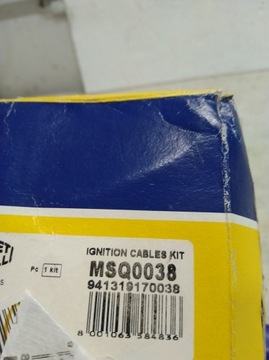 IGNITION CABLES KIT
Pc 1 kit
MSQ0038
941319170038
8 001063 584836